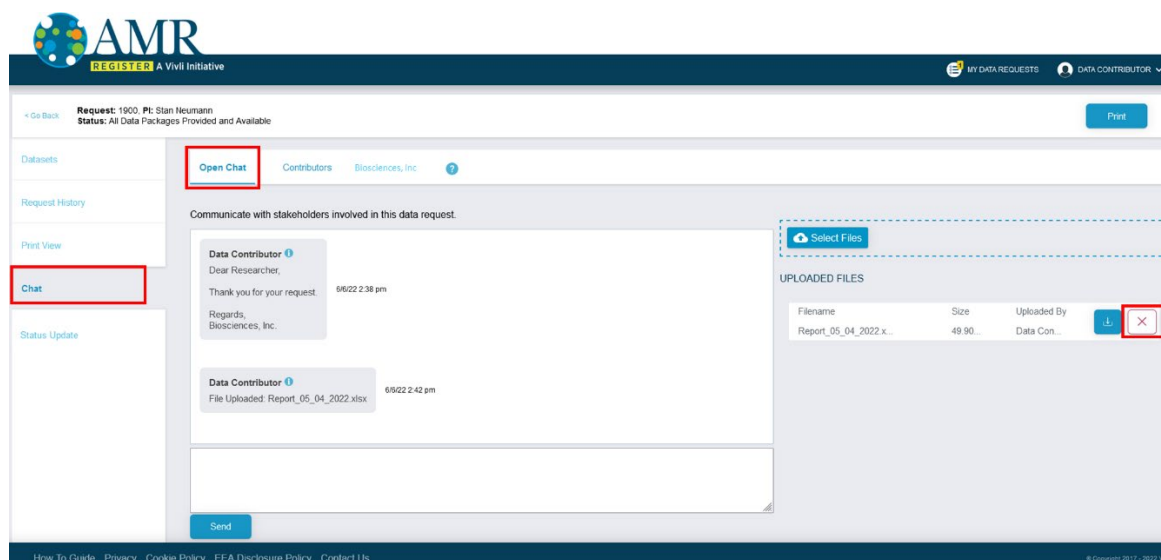 AMR
REGISTER A Vivli Initiative
1
MY DATA REQUESTS
DATA CONTRIBUTOR
< Go Back
Request: 1900, PI: Stan Neumann
Status: All Data Packages Provided and Available
Print
Datasets
Request History
Print View
Chat
Status Update
Open Chat
Contributors
Biosciences, Inc
?
Communicate with stakeholders involved in this data request.
Data Contributor
Dear Researcher,
Thank you for your request.
6/6/22 2:38 pm
Regards,
Biosciences, Inc.
Data Contributor
File Uploaded: Report_05_04_2022.xlsx
6/6/22 2:42 pm
Send
Select Files
UPLOADED FILES
Filename Size Uploaded By
Report_05_04_2022.x... 49.90... Data Con...
How To Guide Privacy Cookie Policy EEA Disclosure Policy Contact Us
© Copyright 2017 - 2022